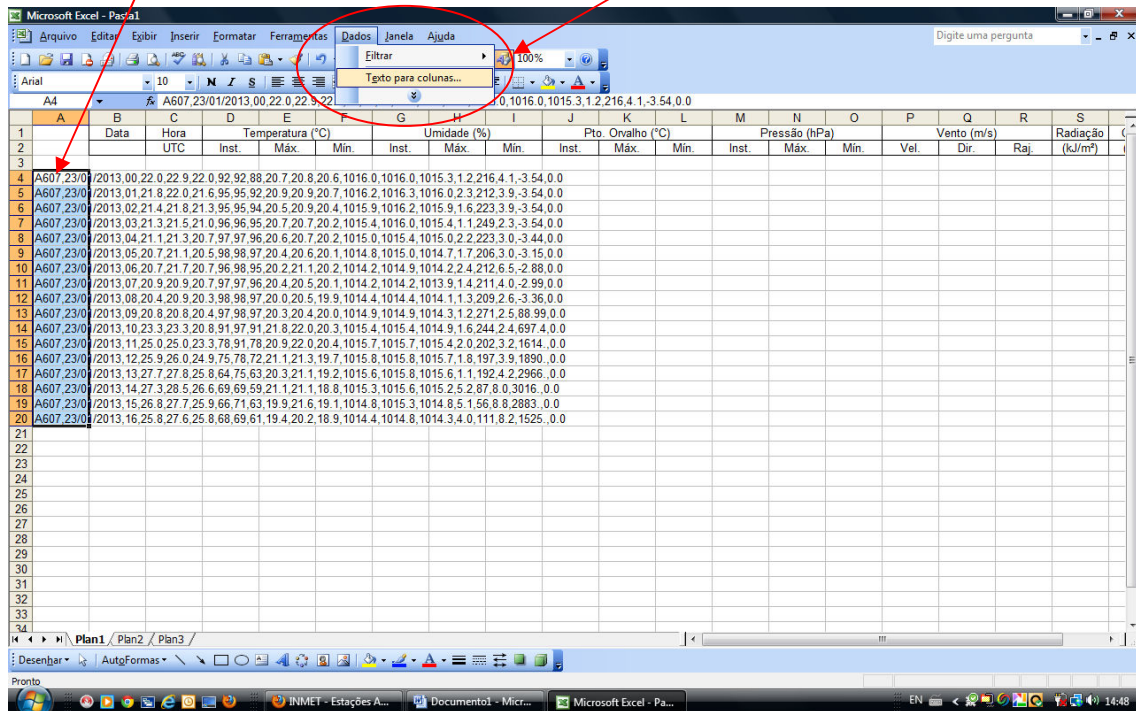 Microsoft Excel - Pasta1
Arquivo Editar Exibir Inserir Formatar Ferramentas Dados Janela Ajuda Digite uma pergunta
Filtrar
Texto para colunas...
100%
Arial 10 N I S
A4 fx A607,23/01/2013,00,22.0,22.9,22 0,1016.0,1015.3,1.2,216,4.1,-3.54,0.0
A B C D E F G H I J K L M N O P Q R S
1 Data Hora Temperatura (°C) Umidade (%) Pto. Orvalho (°C) Pressão (hPa) Vento (m/s) Radiação
2 UTC Inst. Máx. Mín. Inst. Máx. Mín. Inst. Máx. Mín. Inst. Máx. Mín. Vel. Dir. Raj. (kJ/m²)
3
4 A607,23/01/2013,00,22.0,22.9,22.0,92,92,88,20.7,20.8,20.6,1016.0,1016.0,1015.3,1.2,216,4.1,-3.54,0.0
5 A607,23/01/2013,01,21.8,22.0,21.6,95,95,92,20.9,20.9,20.7,1016.2,1016.3,1016.0,2.3,212,3.9,-3.54,0.0
6 A607,23/01/2013,02,21.4,21.8,21.3,95,95,94,20.5,20.9,20.4,1015.9,1016.2,1015.9,1.6,223,3.9,-3.54,0.0
7 A607,23/01/2013,03,21.3,21.5,21.0,96,96,95,20.7,20.7,20.2,1015.4,1016.0,1015.4,1.1,249,2.3,-3.54,0.0
8 A607,23/01/2013,04,21.1,21.3,20.7,97,97,96,20.6,20.7,20.2,1015.0,1015.4,1015.0,2.2,223,3.0,-3.44,0.0
9 A607,23/01/2013,05,20.7,21.1,20.5,98,98,97,20.4,20.6,20.1,1014.8,1015.0,1014.7,1.7,206,3.0,-3.15,0.0
10 A607,23/01/2013,06,20.7,21.7,20.7,96,98,95,20.2,21.1,20.2,1014.2,1014.9,1014.2,2.4,212,6.5,-2.88,0.0
11 A607,23/01/2013,07,20.9,20.9,20.7,97,97,96,20.4,20.5,20.1,1014.2,1014.2,1013.9,1.4,211,4.0,-2.99,0.0
12 A607,23/01/2013,08,20.4,20.9,20.3,98,98,97,20.0,20.5,19.9,1014.4,1014.4,1014.1,1.3,209,2.6,-3.36,0.0
13 A607,23/01/2013,09,20.8,20.8,20.4,97,98,97,20.3,20.4,20.0,1014.9,1014.9,1014.3,1.2,271,2.5,88.99,0.0
14 A607,23/01/2013,10,23.3,23.3,20.8,91,97,91,21.8,22.0,20.3,1015.4,1015.4,1014.9,1.6,244,2.4,697.4,0.0
15 A607,23/01/2013,11,25.0,25.0,23.3,78,91,78,20.9,22.0,20.4,1015.7,1015.7,1015.4,2.0,202,3.2,1614.,0.0
16 A607,23/01/2013,12,25.9,26.0,24.9,75,78,72,21.1,21.3,19.7,1015.8,1015.8,1015.7,1.8,197,3.9,1890.,0.0
17 A607,23/01/2013,13,27.7,27.8,25.8,64,75,63,20.3,21.1,19.2,1015.6,1015.8,1015.6,1.1,192,4.2,2966.,0.0
18 A607,23/01/2013,14,27.3,28.5,26.6,69,69,59,21.1,21.1,18.8,1015.3,1015.6,1015.2,5.2,87,8.0,3016.,0.0
19 A607,23/01/2013,15,26.8,27.7,25.9,66,71,63,19.9,21.6,19.1,1014.8,1015.3,1014.8,5.1,56,8.8,2883.,0.0
20 A607,23/01/2013,16,25.8,27.6,25.8,68,69,61,19.4,20.2,18.9,1014.4,1014.8,1014.3,4.0,111,8.2,1525.,0.0
21
22
23
24
25
26
27
28
29
30
31
32
33
34
Plan1 Plan2 Plan3
Desenhar AutoFormas
Pronto
INMET - Estações A... Documento1 - Micr... Microsoft Excel - Pa... EN 14:48